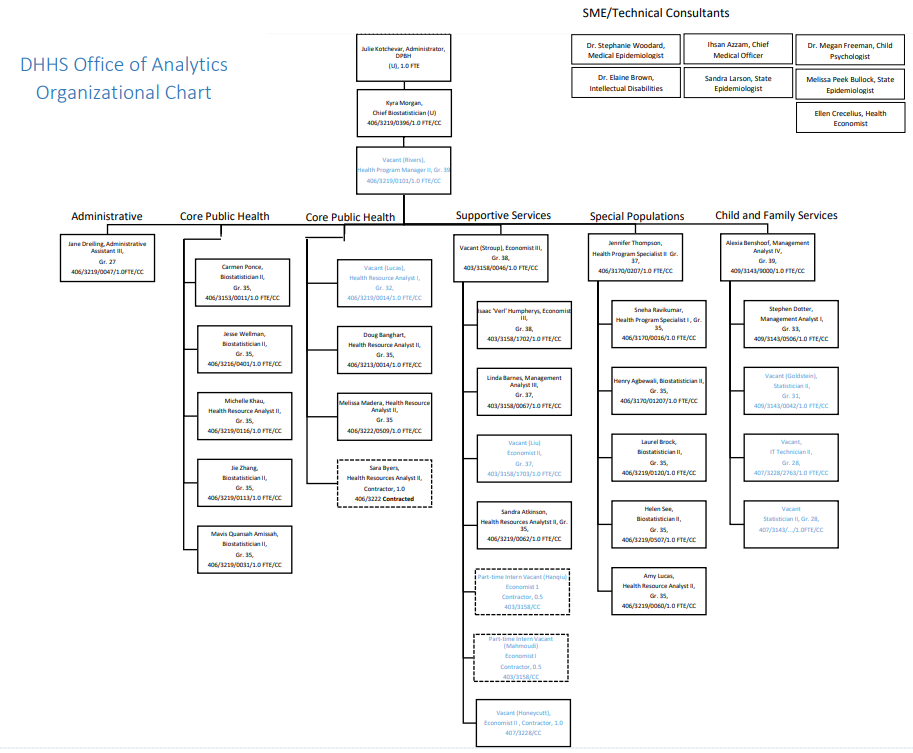 SME/Technical Consultants
DHHS Office of Analytics
Organizational Chart
Julie Kotchevar, Administrator,
DPBH
(U), 1.0 FTE
Kyra Morgan,
Chief Biostatistician (U)
406/3219/0396/1.0 FTE/CC
Vacant (Rivers),
Health Program Manager II, Gr. 39
406/3219/0101/1.0 FTE/CC
Dr. Stephanie Woodard,
Medical Epidemiologist
Ihsan Azzam, Chief
Medical Officer
Dr. Megan Freeman, Child
Psychologist
Dr. Elaine Brown,
Intellectual Disabilities
Sandra Larson, State
Epidemiologist
Melissa Peek Bullock, State
Epidemiologist
Ellen Crecelius, Health
Economist
Administrative
Jane Dreiling, Administrative
Assistant III,
Gr. 27
406/3219/0047/1.0FTE/CC
Core Public Health
Carmen Ponce,
Biostatistician II,
Gr. 35,
406/3153/0011/1.0 FTE/CC
Jesse Wellman,
Biostatistician II,
Gr. 35,
406/3216/0401/1.0 FTE/CC
Michelle Khau,
Health Resource Analyst II,
Gr. 35,
406/3219/0116/1.0 FTE/CC
Jie Zhang,
Biostatistician II,
Gr. 35,
406/3219/0113/1.0 FTE/CC
Mavis Quansah Amissah,
Biostatistician II,
Gr. 35,
406/3219/0031/1.0 FTE/CC
Core Public Health
Vacant (Lucas),
Health Resource Analyst I,
Gr. 32,
406/3219/0014/1.0 FTE/CC
Doug Banghart,
Health Resource Analyst II,
Gr. 35,
406/3213/0014/1.0 FTE/CC
Melissa Madera, Health Resource
Analyst II,
Gr. 35
406/3222/0509/1.0 FTE/CC
Sara Byers,
Health Resources Analyst II,
Contractor, 1.0
406/3222 Contracted
Supportive Services
Vacant (Stroup), Economist III,
Gr. 38,
403/3158/0046/1.0 FTE/CC
Isaac 'Verl' Humpherys, Economist
III,
Gr. 38,
403/3158/1702/1.0 FTE/CC
Linda Barnes, Management
Analyst III,
Gr. 37,
403/3158/0067/1.0 FTE/CC
Vacant (Liu)
Economist II,
Gr. 37,
403/3158/1703/1.0 FTE/CC
Sandra Atkinson,
Health Resources Analytst II, Gr.
35,
406/3219/0062/1.0 FTE/CC
Part-time Intern Vacant (Hanqiu)
Economist 1
Contractor, 0.5
403/3158/CC
Part-time Intern Vacant
(Mahmoudi)
Economist I
Contractor, 0.5
403/3158/CC
Vacant (Honeycutt),
Economist II , Contractor, 1.0
407/3228/CC
Special Populations
Jennifer Thompson,
Health Program Specialist II Gr.
37,
406/3170/0207/1.0 FTE/CC
Sneha Ravikumar,
Health Program Specialist I , Gr.
35,
406/3170/0016/1.0 FTE/CC
Henry Agbewali, Biostatistician II,
Gr. 35,
406/3170/01207/1.0 FTE/CC
Laurel Brock,
Biostatistician II,
Gr. 35,
406/3219/0120/1.0 FTE/CC
Helen See,
Biostatistician II,
Gr. 35,
406/3219/0507/1.0 FTE/CC
Amy Lucas,
Health Resource Analyst II,
Gr. 35,
406/3219/0060/1.0 FTE/CC
Child and Family Services
Alexia Benshoof, Management
Analyst IV,
Gr. 39,
409/3143/9000/1.0 FTE/CC
Stephen Dotter,
Management Analyst I,
Gr. 33,
409/3143/0506/1.0 FTE/CC
Vacant (Goldstein),
Statistician II,
Gr. 31,
409/3143/0042/1.0 FTE/CC
Vacant,
IT Technician II,
Gr. 28,
407/3228/2763/1.0 FTE/CC
Vacant
Statistician II, Gr. 28,
407/3143/.../1.0FTE/CC